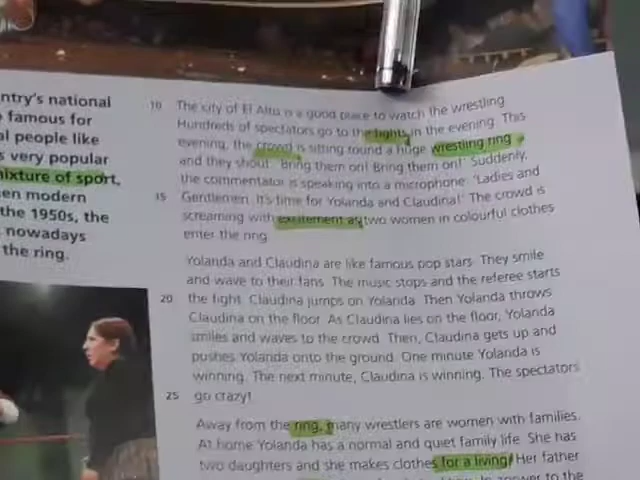 ntry's national
famous for
al people like
s very popular
nixture of sport,
en modern
the 1950s, the
nowadays
the ring.
10 The city of El Alto is a good place to watch the wrestling.
Hundreds of spectators go to the fights in the evening. This
evening, the crowd is sitting round a huge wrestling ring
and they shout 'Bring them on! Bring them on!' Suddenly,
the commentator is speaking into a microphone: 'Ladies and
15 Gentlemen. It's time for Yolanda and Claudina!' The crowd is
screaming with excitement as two women in colourful clothes
enter the ring.
Yolanda and Claudina are like famous pop stars. They smile
and wave to their fans. The music stops and the referee starts
20 the fight. Claudina jumps on Yolanda. Then Yolanda throws
Claudina on the floor. As Claudina lies on the floor, Yolanda
smiles and waves to the crowd. Then, Claudina gets up and
pushes Yolanda onto the ground. One minute Yolanda is
winning. The next minute, Claudina is winning. The spectators
25 go crazy!
Away from the ring, many wrestlers are women with families.
At home Yolanda has a normal and quiet family life. She has
two daughters and she makes clothes for a living. Her father
to the